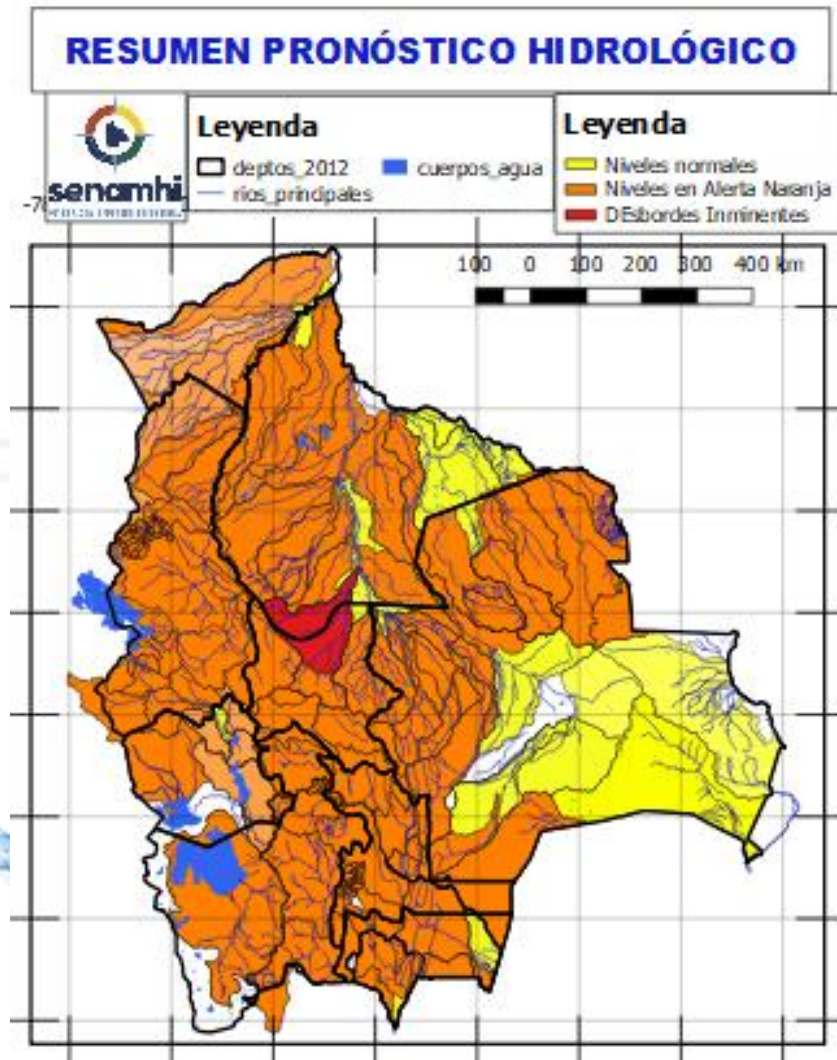 RESUMEN PRONÓSTICO HIDROLÓGICO
senamhi
Leyenda
deptos_2012
cuerpos_agua
rios_principales
Leyenda
Niveles normales
Niveles en Alerta Naranja
DEsbordes Inminentes
100 0 100 200 300 400 km